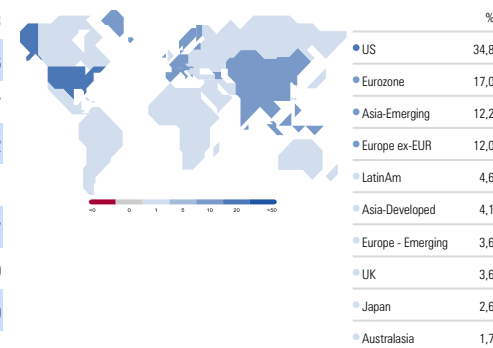 %
US 34,8
Eurozone 17,0
Asia-Emerging 12,2
Europe ex-EUR 12,0
LatinAm 4,6
Asia-Developed 4,1
Europe - Emerging 3,6
UK 3,6
Japan 2,6
Australasia 1,7
<0 0 1 5 10 20 >50